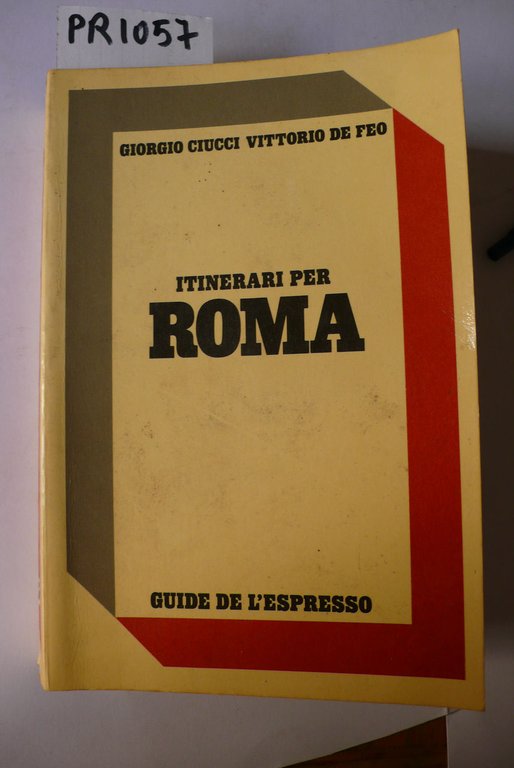 PR1057
GIORGIO CIUCCI VITTORIO DE FEO
ITINERARI PER
ROMA
GUIDE DE L'ESPRESSO